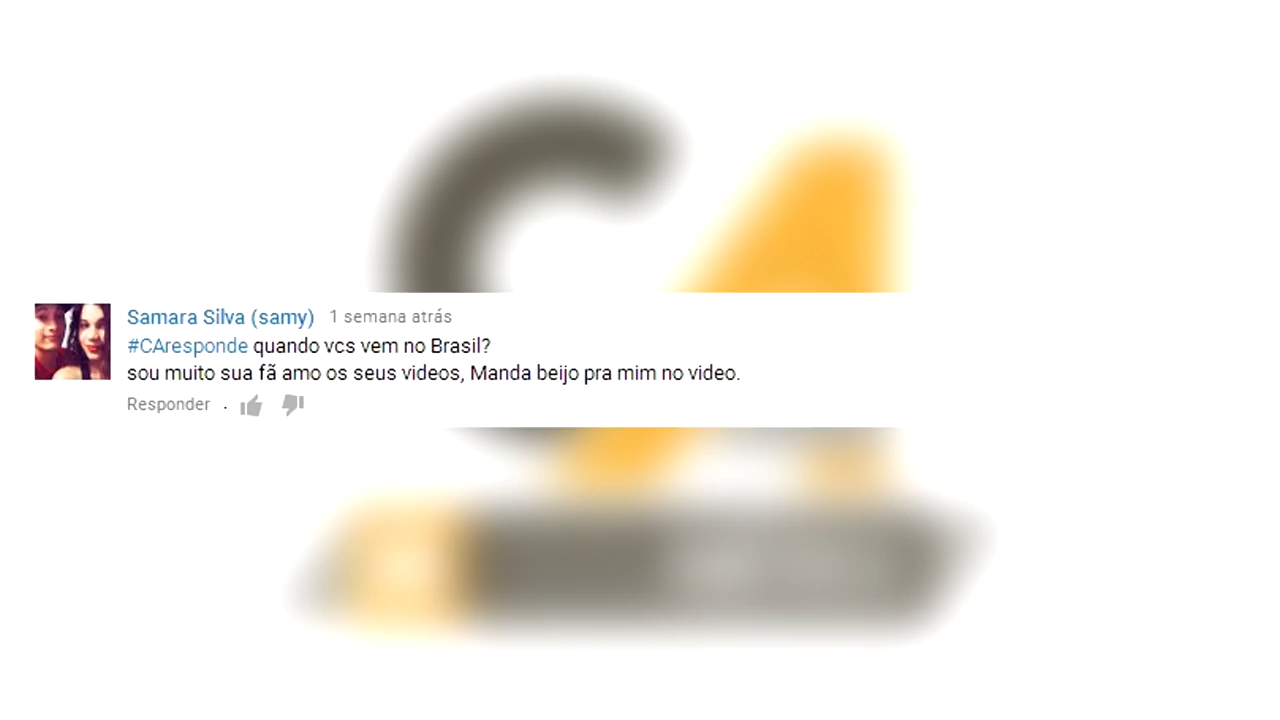 Samara Silva (samy) 1 semana atrás
#CAresponde quando vcs vem no Brasil?
sou muito sua fã amo os seus videos, Manda beijo pra mim no video.
Responder .